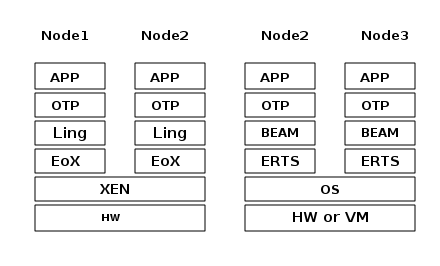 Node1 Node2 Node2 Node3
APP APP APP APP
OTP OTP OTP OTP
Ling Ling BEAM BEAM
EoX EoX ERTS ERTS
XEN OS
HW HW or VM